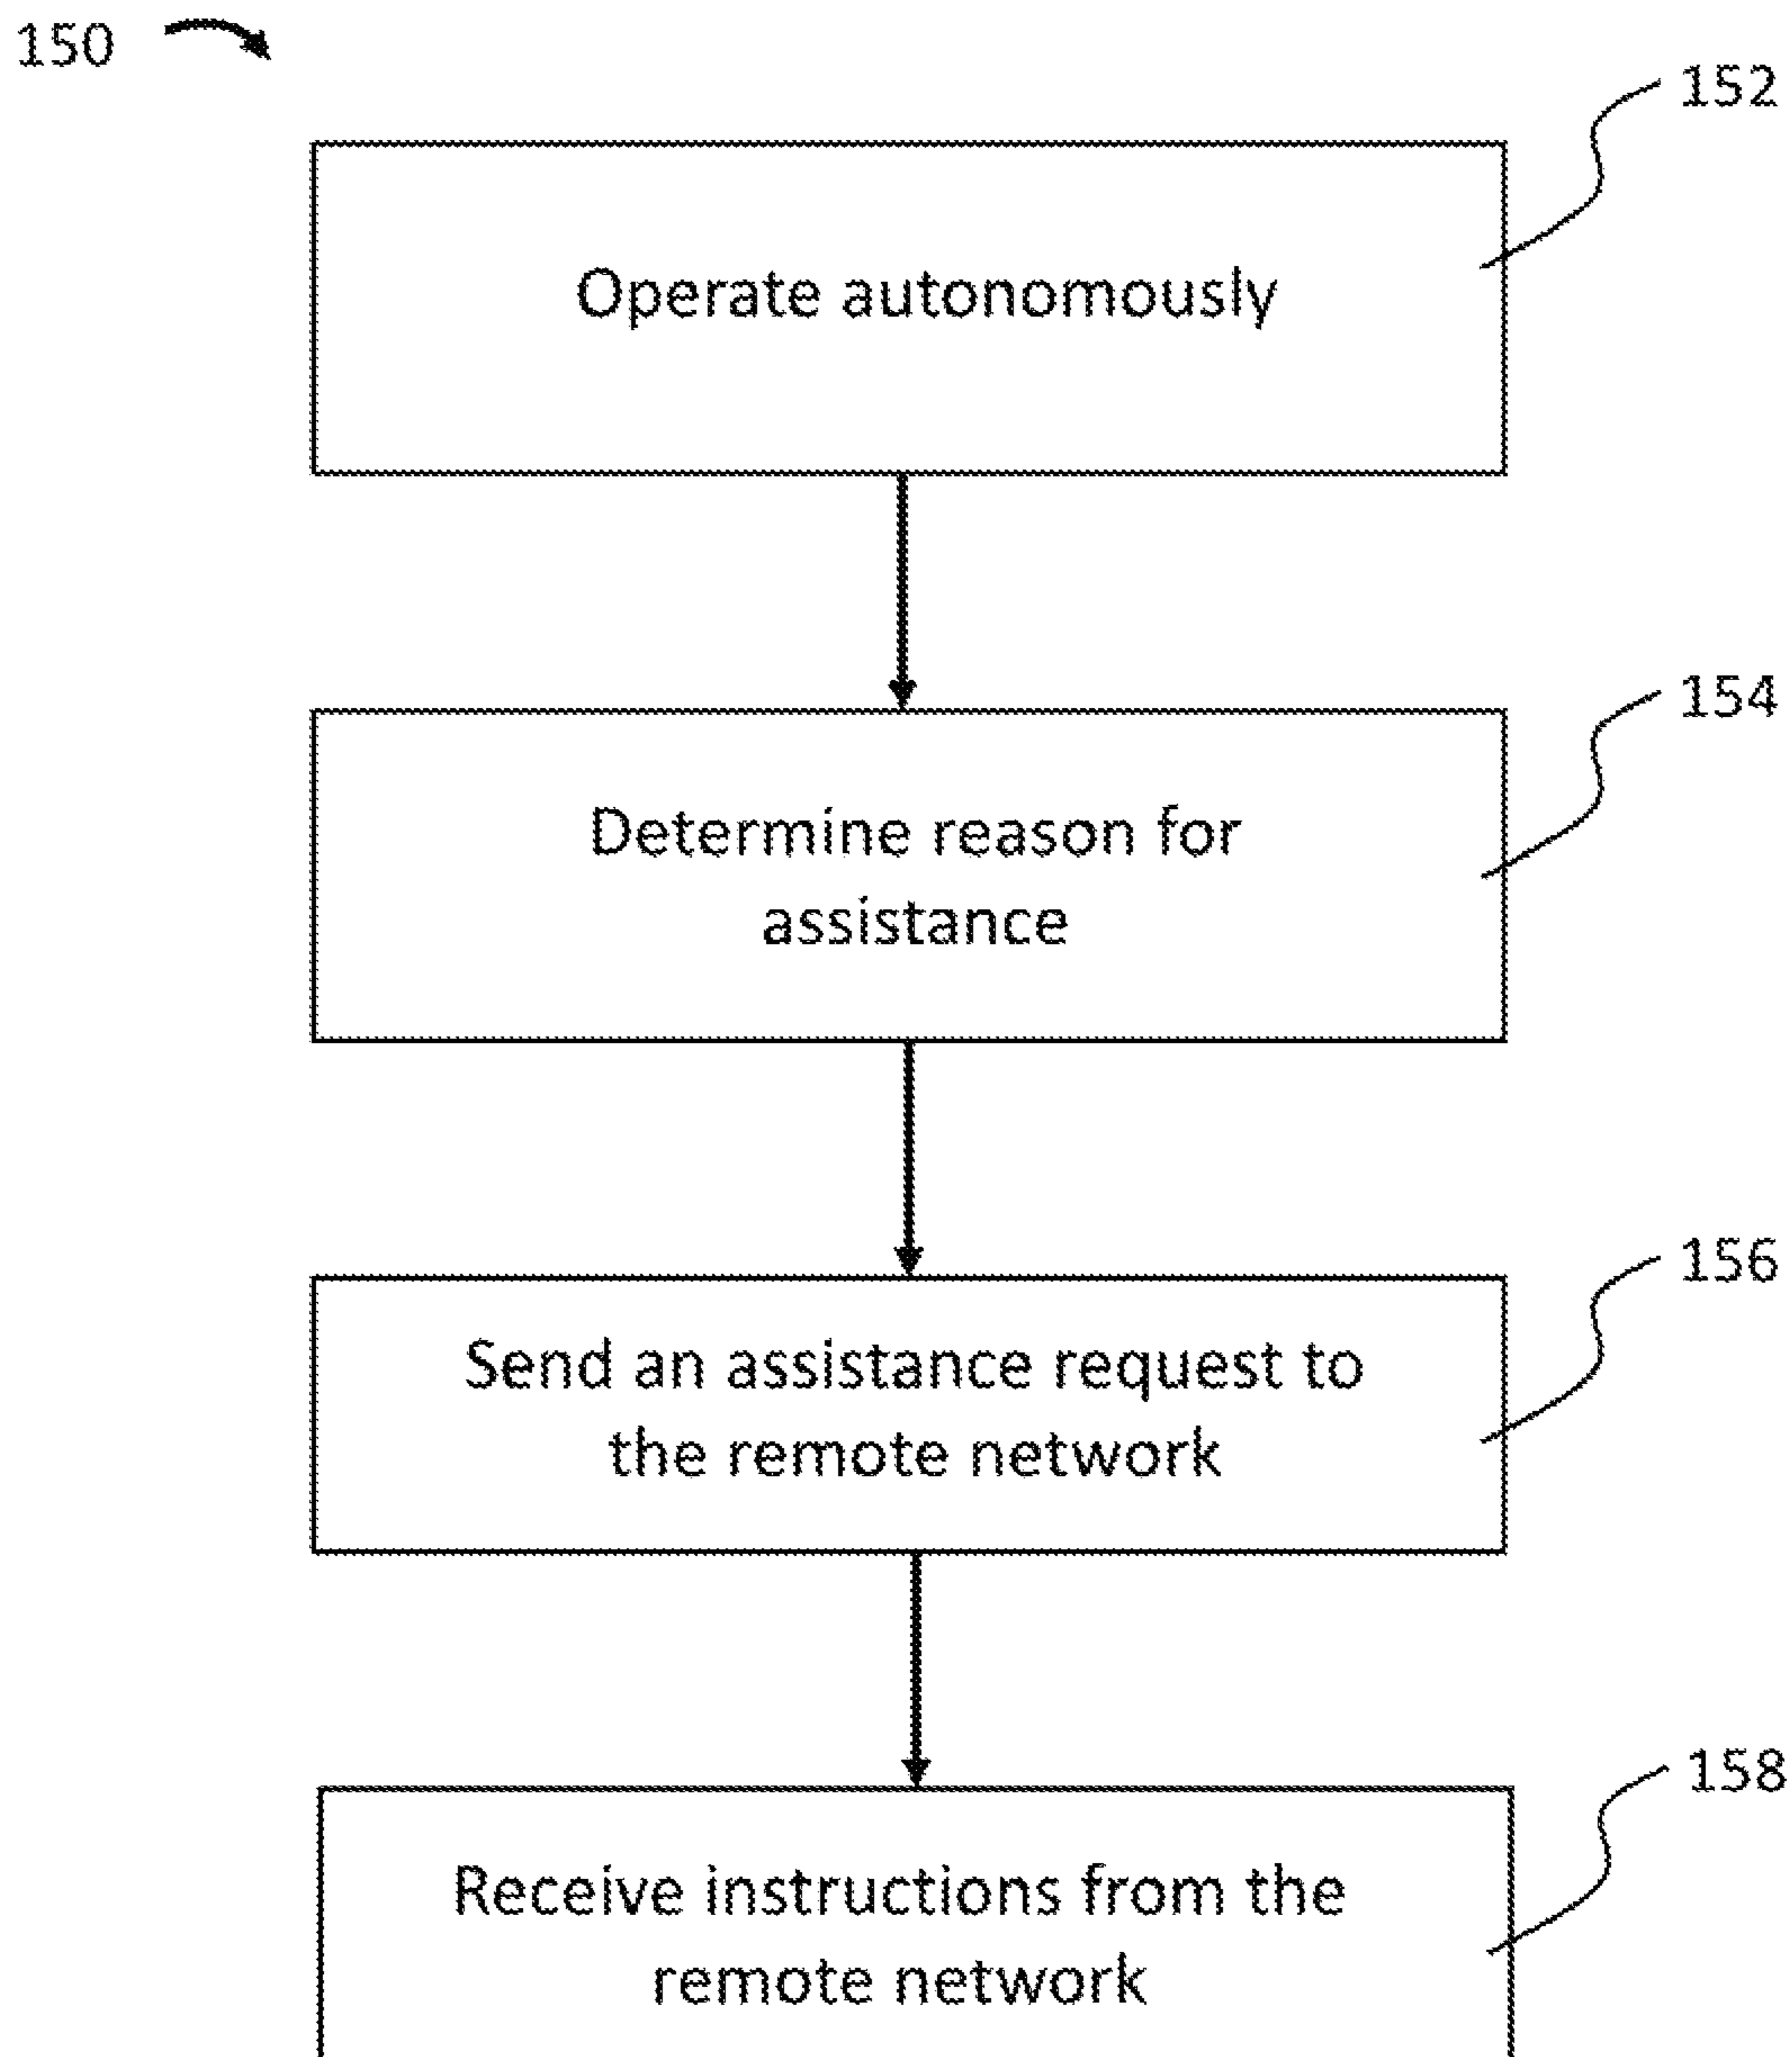 150
152
Operate autonomously
154
Determine reason for
assistance
156
Send an assistance request to
the remote network
158
Receive instructions from the
remote network